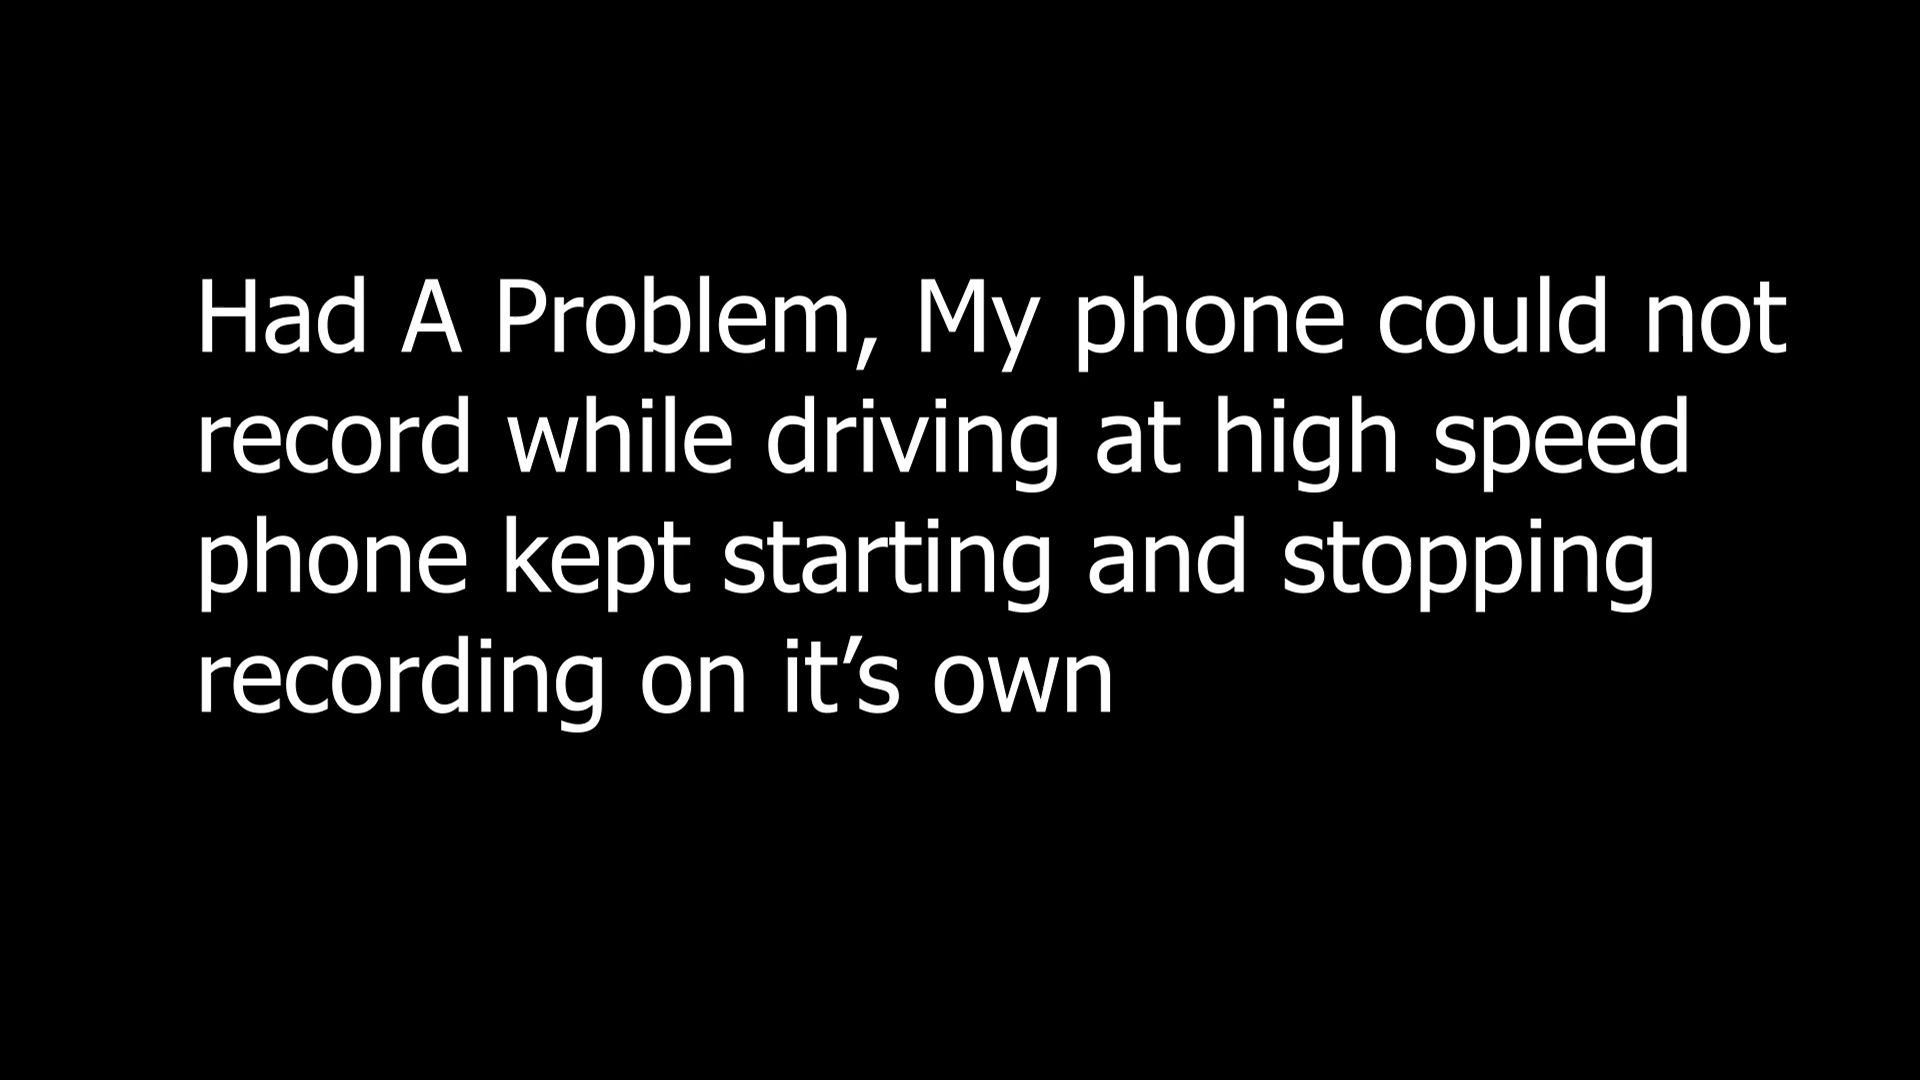 Had A Problem, My phone could not
record while driving at high speed
phone kept starting and stopping
recording on it’s own